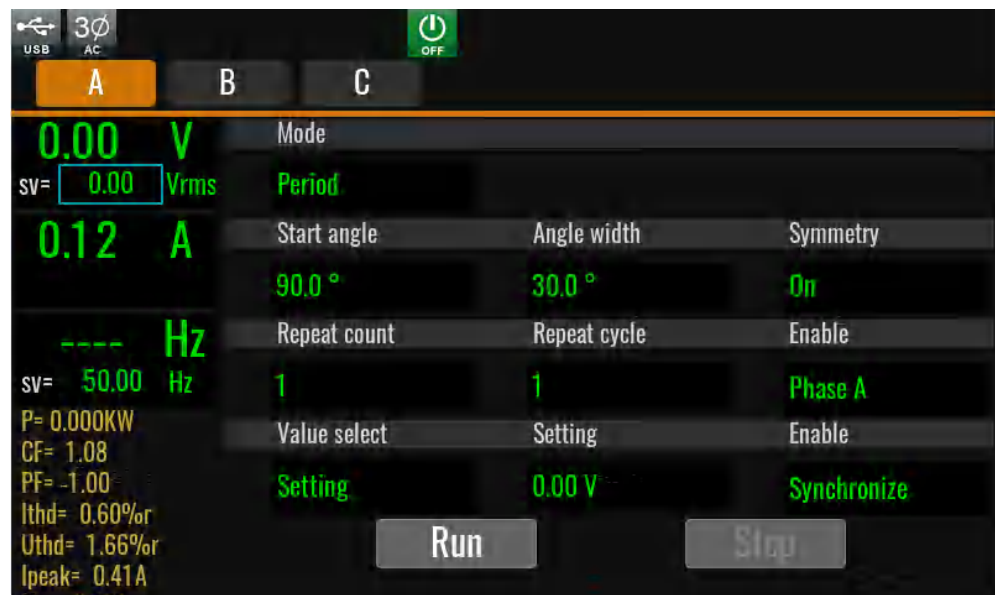 USB 3Ø AC OFF
A B C
0.00 V
sv= 0.00 Vrms
0.12 A
---- Hz
sv= 50.00 Hz
P= 0.000KW
CF= 1.08
PF= -1.00
Ithd= 0.60%r
Uthd= 1.66%r
Ipeak= 0.41A
Mode
Period
Start angle Angle width Symmetry
90.0 ° 30.0 ° On
Repeat count Repeat cycle Enable
1 1 Phase A
Value select Setting Enable
Setting 0.00 V Synchronize
Run Stop